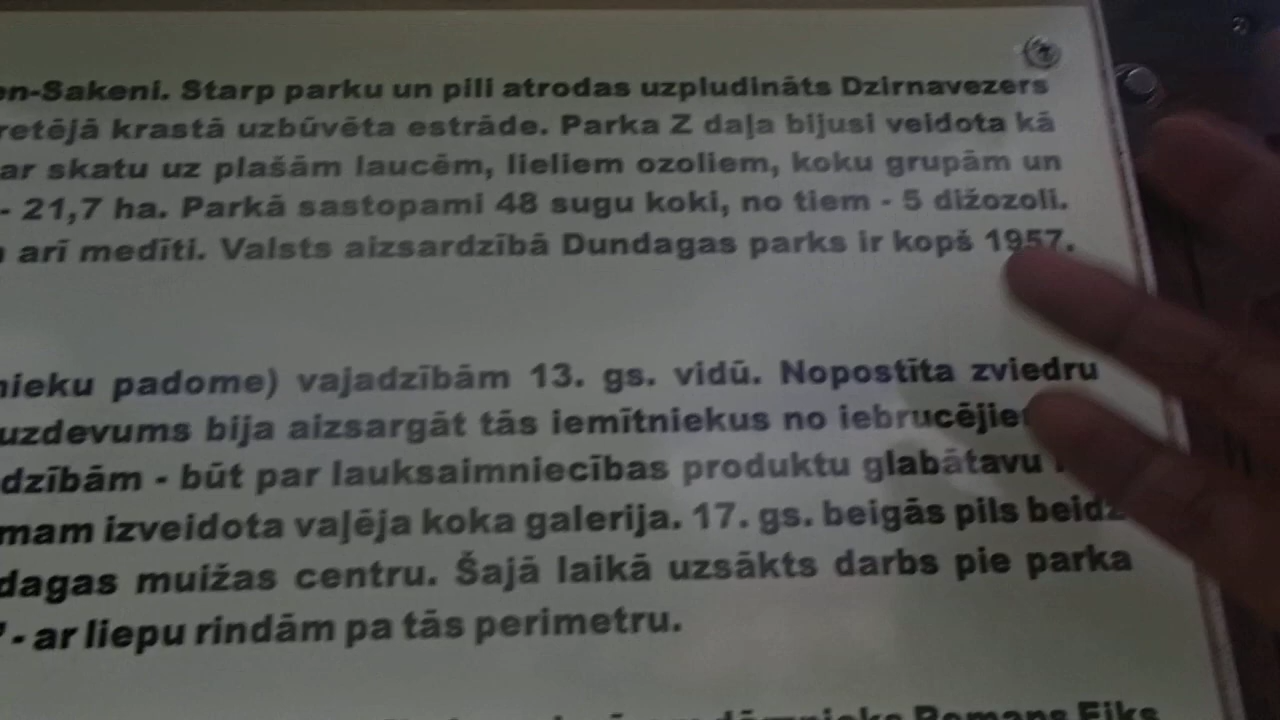 en-Sakeni. Starp parku un pili atrodas uzpludināts Dzirnavezers
retējā krastā uzbūvēta estrāde. Parka Z daļa bijusi veidota kā
ar skatu uz plašām laucēm, lieliem ozoliem, koku grupām un
- 21,7 ha. Parkā sastopami 48 sugu koki, no tiem - 5 dižozoli.
arī medīti. Valsts aizsardzībā Dundagas parks ir kopš 1957.
nieku padome) vajadzībām 13. gs. vidū. Nopostīta zviedru
uzdevums bija aizsargāt tās iemītniekus no iebrucējie
dzībām - būt par lauksaimniecības produktu glabātavu
mam izveidota vaļēja koka galerija. 17. gs. beigās pils beidz
dagas muižas centru. Šajā laikā uzsākts darbs pie parka
- ar liepu rindām pa tās perimetru.
Romans Eiks